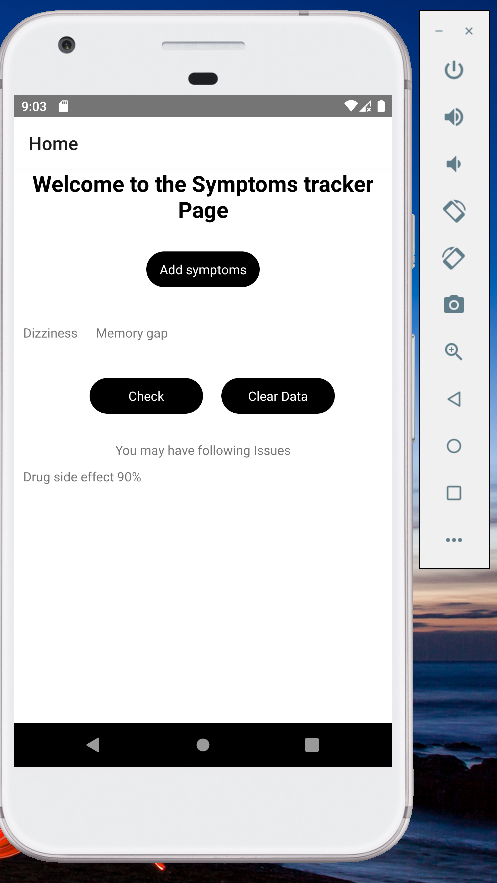 9:03
Home
Welcome to the Symptoms tracker
Page
Add symptoms
Dizziness Memory gap
Check Clear Data
You may have following Issues
Drug side effect 90%